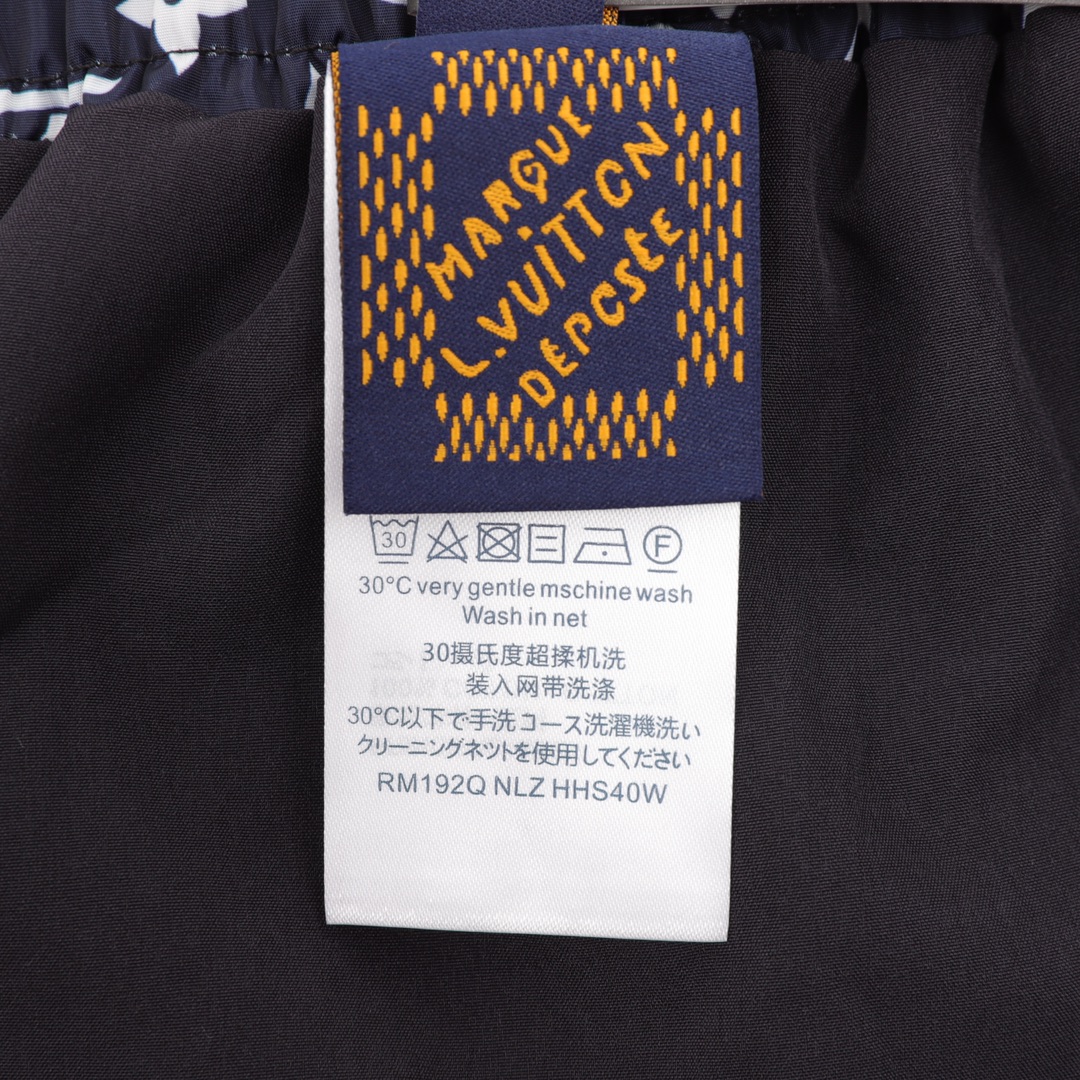 MARQUE
L.VUITTON
DÉPOSÉE
30
F
30°C very gentle mschine wash
Wash in net
30摄氏度超揉机洗
装入网带洗涤
30°C以下で手洗コース洗濯機洗い
クリーニングネットを使用してください
RM192Q NLZ HHS40W